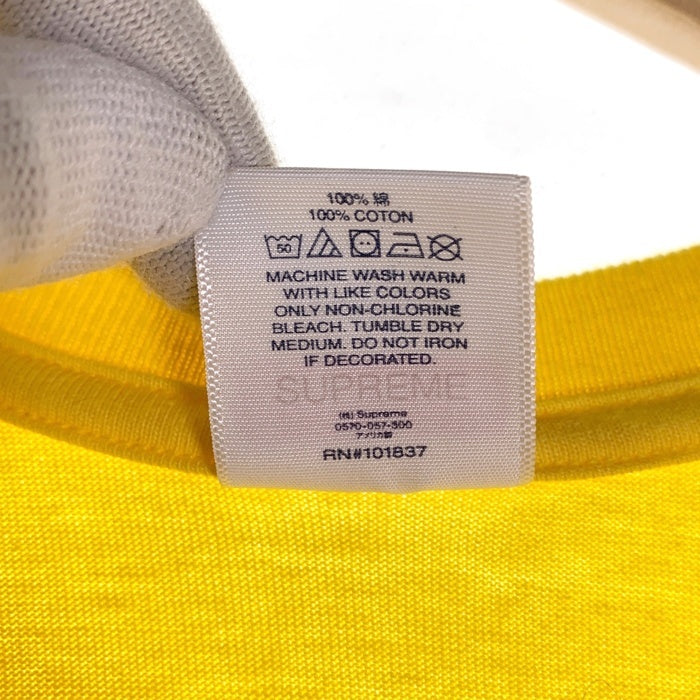 100% 綿
100% COTON
50
MACHINE WASH WARM
WITH LIKE COLORS
ONLY NON-CHLORINE
BLEACH. TUMBLE DRY
MEDIUM. DO NOT IRON
IF DECORATED.
SUPREME
(株) Supreme
0570-057-300
アメリカ製
RN#101837